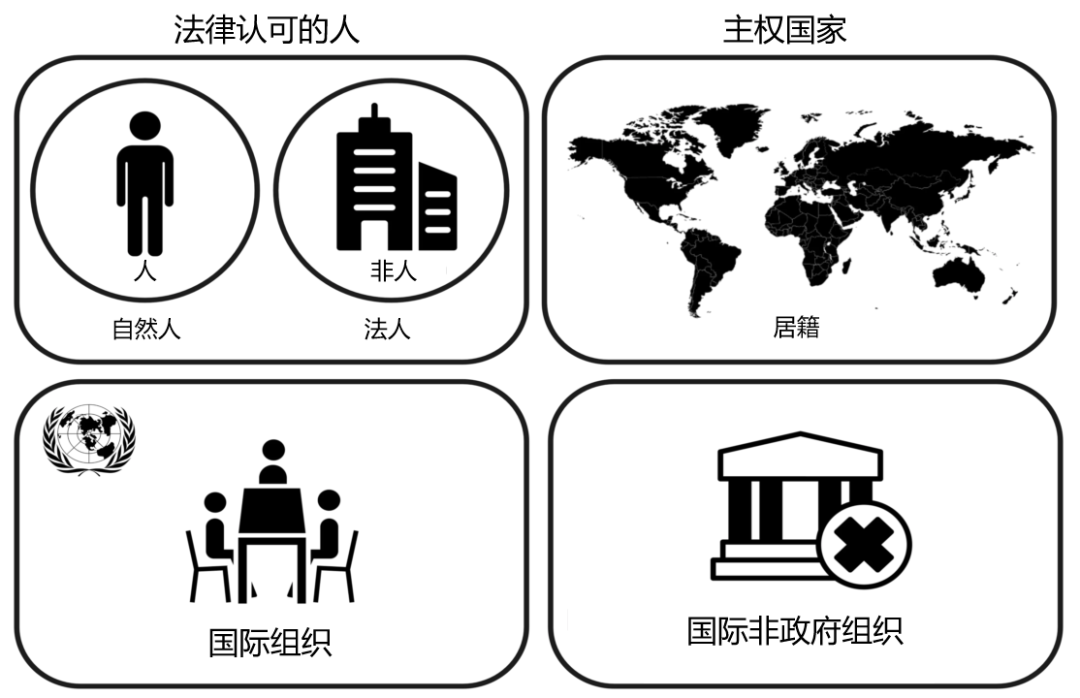 法律认可的人
主权国家
人
非人
自然人
法人
居籍
国际组织
国际非政府组织